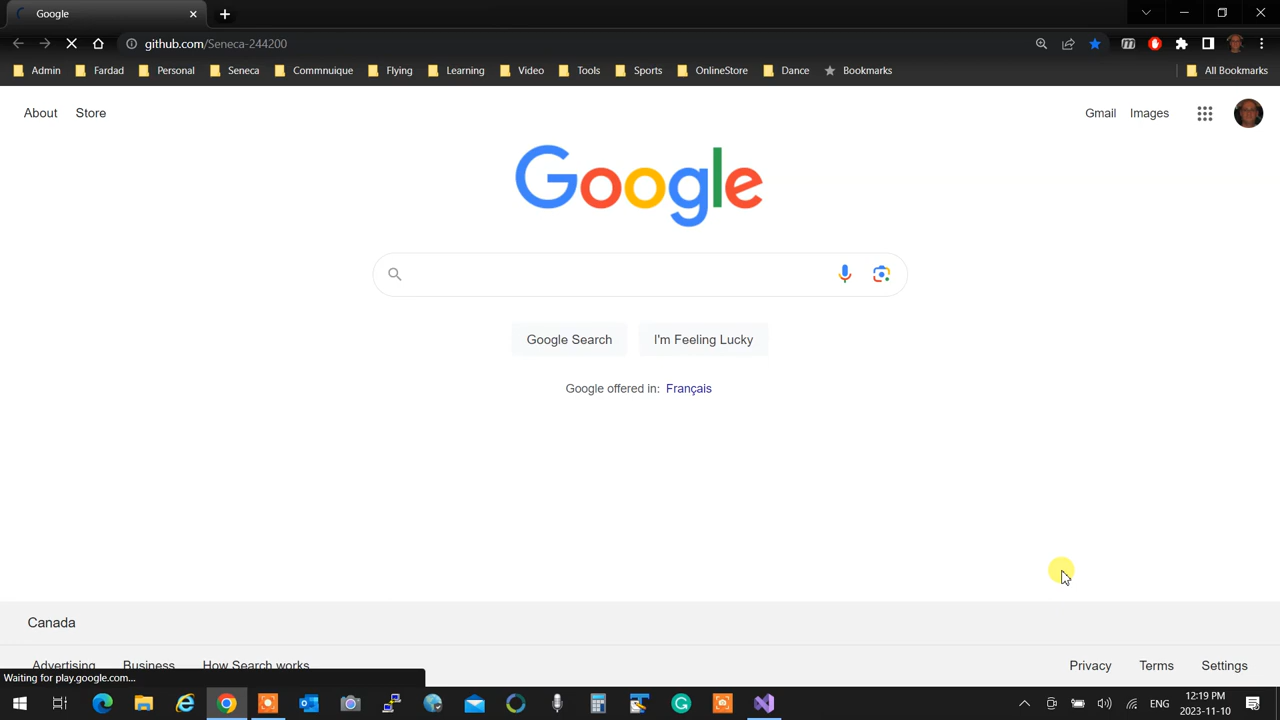 Google
github.com/Seneca-244200
Admin Fardad Personal Seneca Commnuique Flying Learning Video Tools Sports OnlineStore Dance Bookmarks All Bookmarks
About Store Gmail Images
Google
Google Search I'm Feeling Lucky
Google offered in: Français
Canada
Advertising Business How Search works Privacy Terms Settings
Waiting for play.google.com...
12:19 PM
ENG
2023-11-10